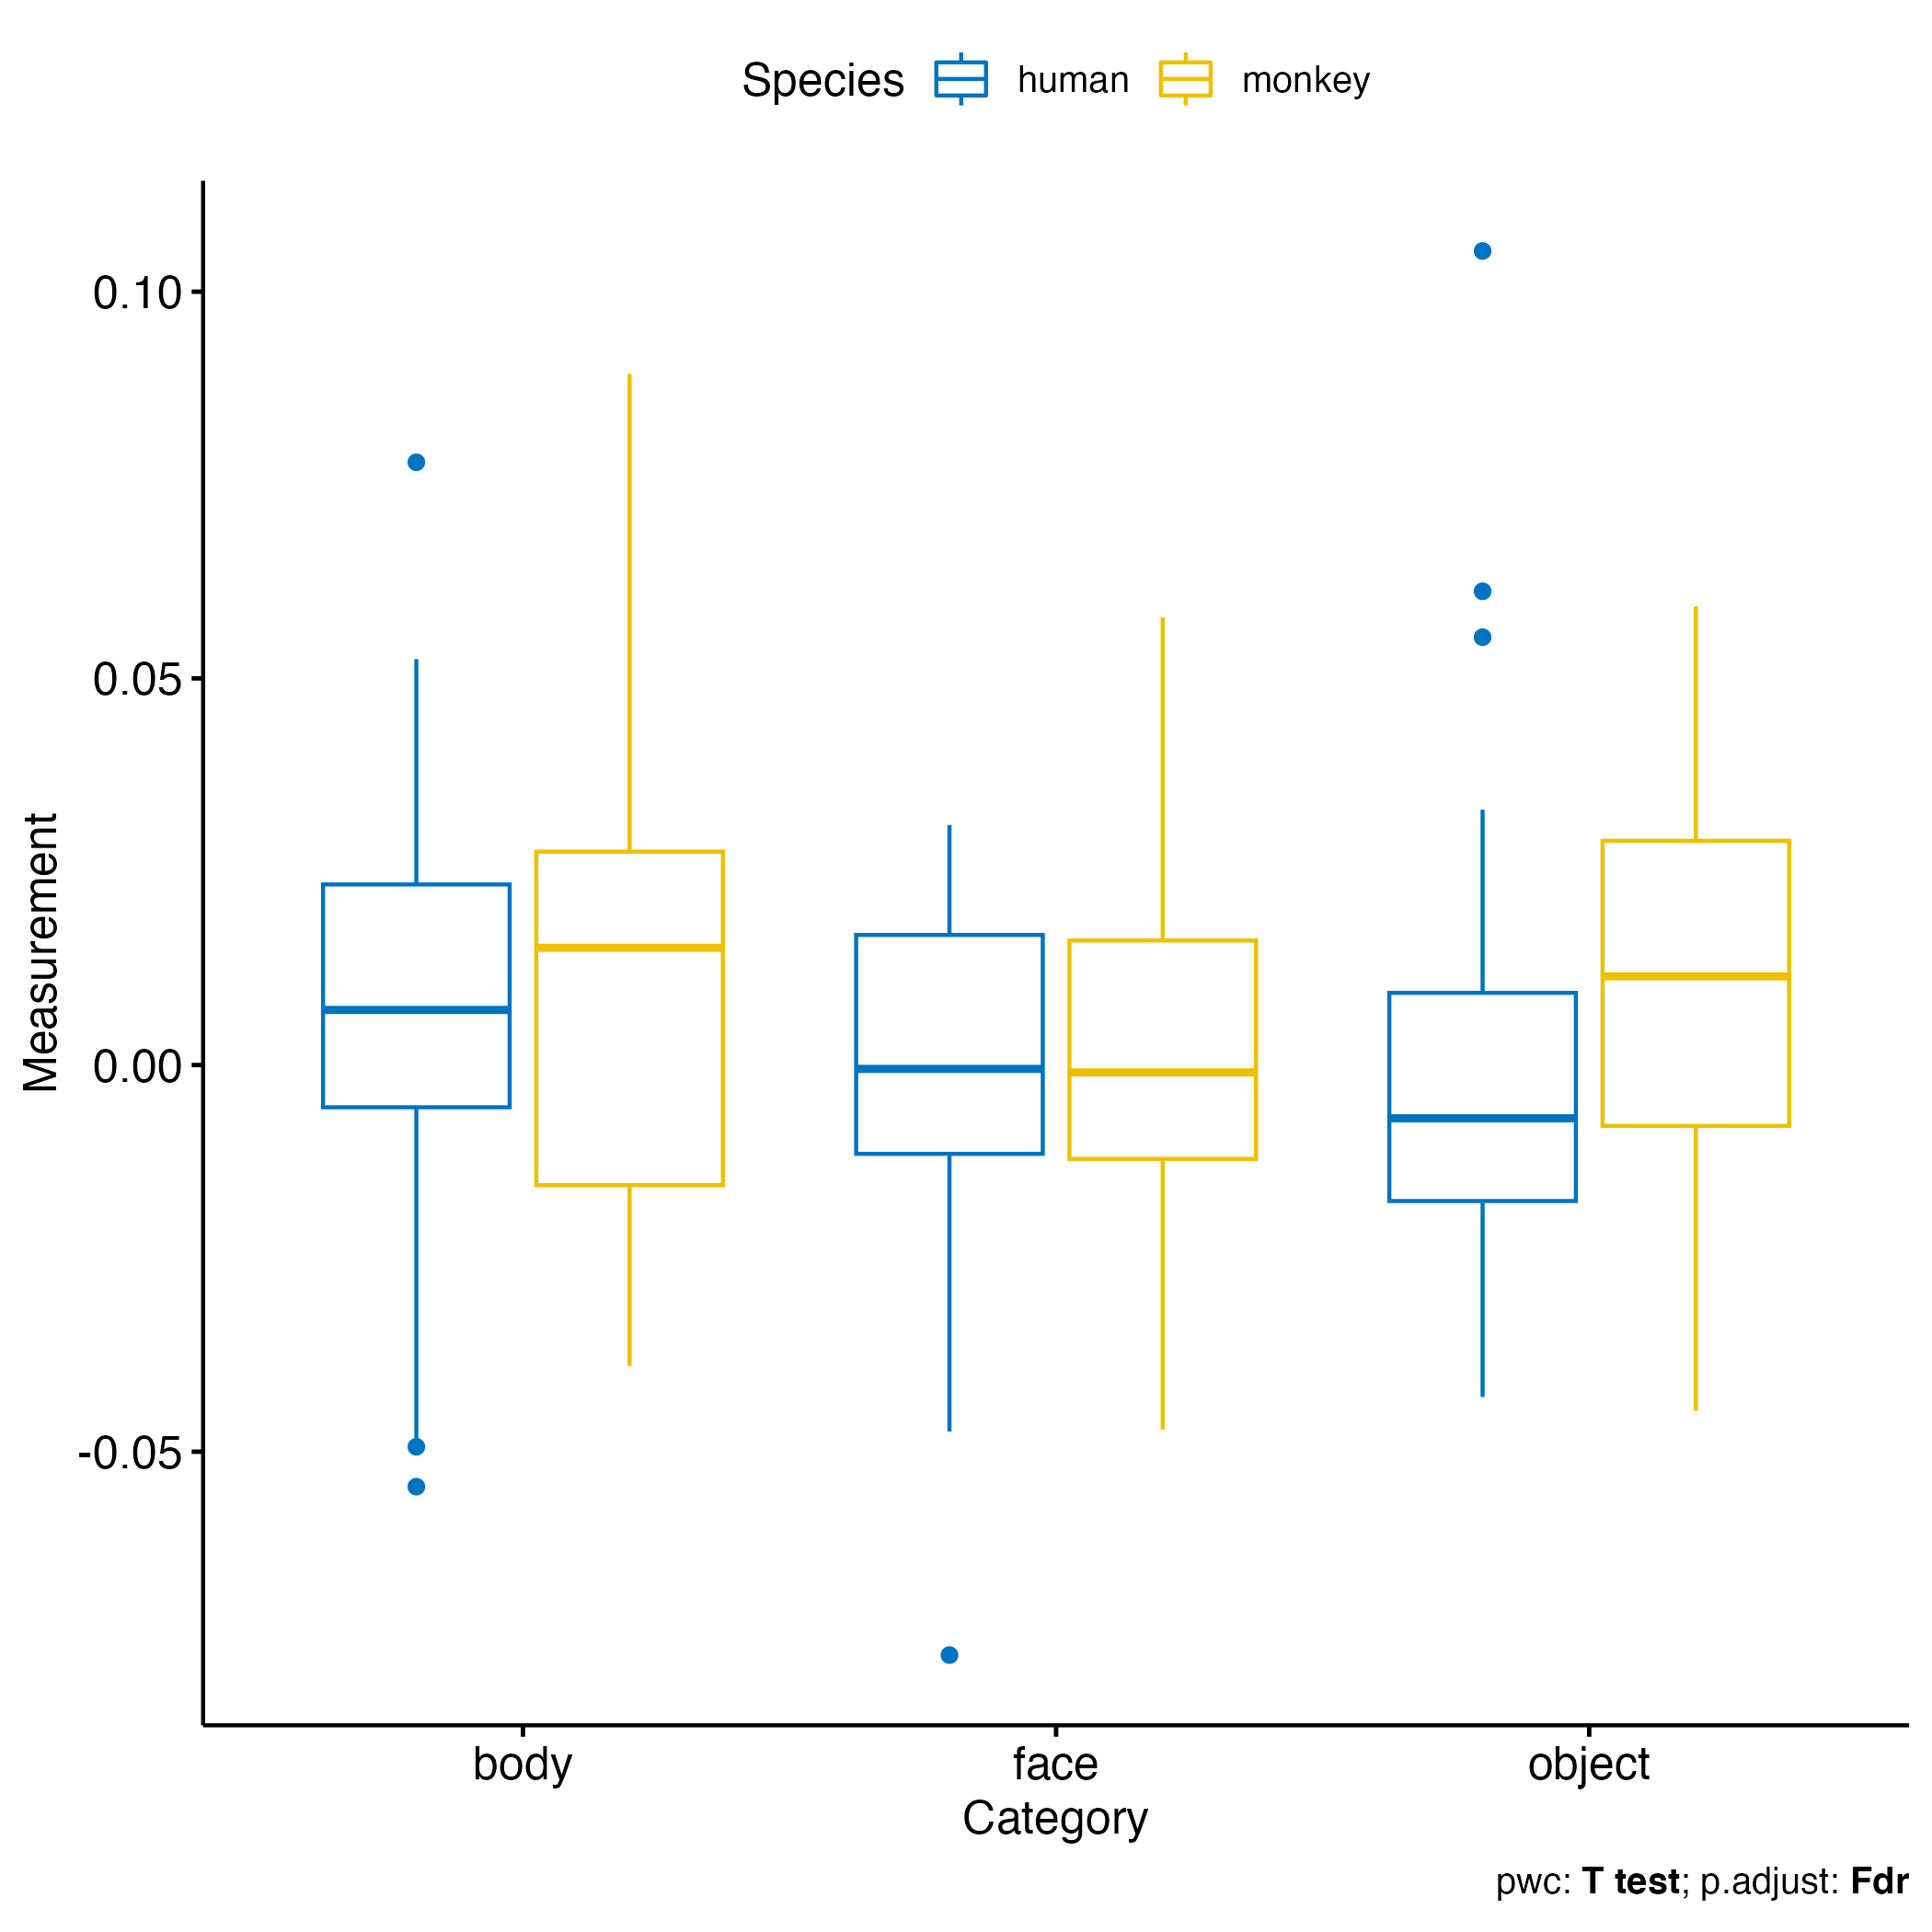 Species human monkey
0.10
0.05
0.00
-0.05
Measurement
body face object
Category
pwc: T test; p.adjust: Fdr